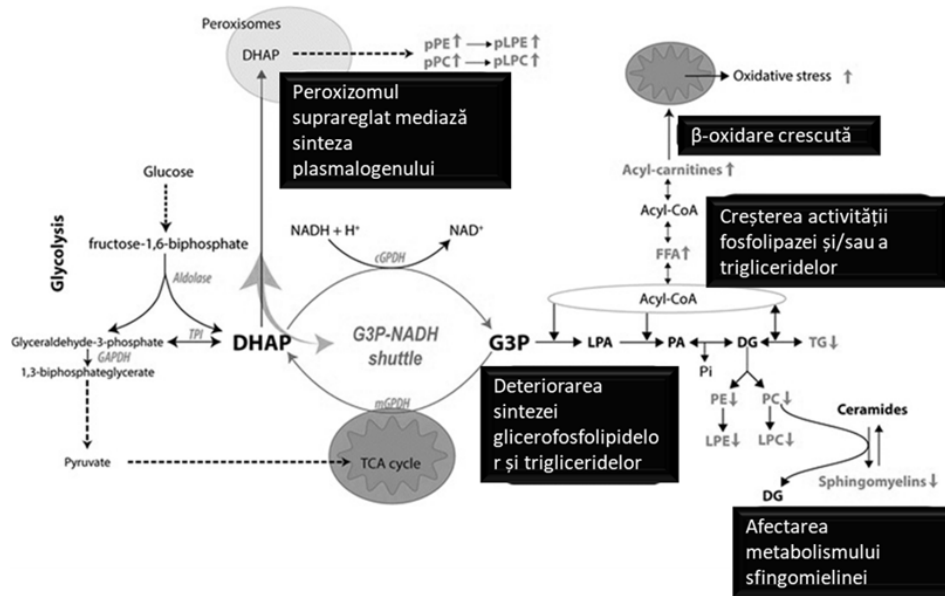 Peroxisomes
DHAP
pPE↑ → pLPE↑
pPC↑ → pLPC↑
Peroxizomul
suprareglat mediază
sinteza
plasmalogenului
Oxidative stress ↑
β-oxidare crescută
Acyl-carnitines↑
Acyl-CoA
FFA↑
Creșterea activității
fosfolipazei și/sau a
trigliceridelor
Acyl-CoA
Glycolysis
Glucose
fructose-1,6-biphosphate
Aldolase
Glyceraldehyde-3-phosphate
TPI
GAPDH
1,3-biphosphateglycerate
Pyruvate
NADH + H⁺
NAD⁺
cGPDH
DHAP
G3P-NADH
shuttle
G3P
mGPDH
TCA cycle
LPA
PA
DG
TG↓
Pi
Deteriorarea
sintezei
glicerofosfolipidelo
r și trigliceridelor
PE↓
PC↓
LPE↓
LPC↓
Ceramides
Sphingomyelins↓
DG
Afectarea
metabolismului
sfingomielinei